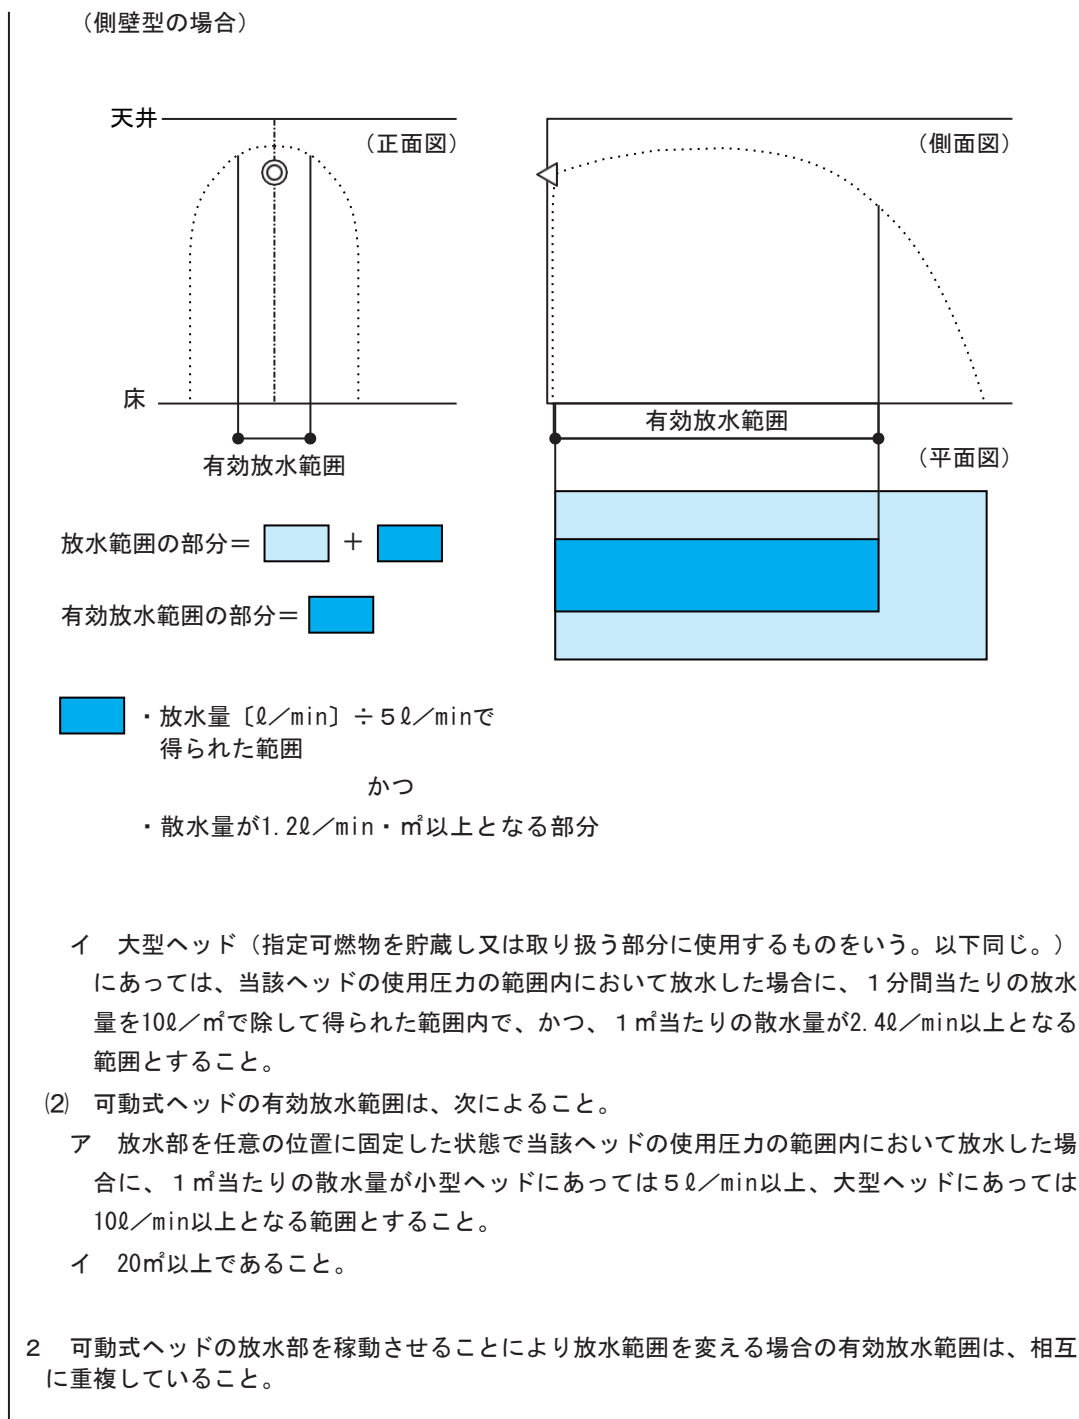 （側壁型の場合）
天井
（正面図）
（側面図）
床
有効放水範囲
有効放水範囲
（平面図）
放水範囲の部分＝ ＋
有効放水範囲の部分＝
・放水量〔ℓ／min〕÷５ℓ／minで
得られた範囲
かつ
・散水量が1.2ℓ／min・㎡以上となる部分
イ　大型ヘッド（指定可燃物を貯蔵し又は取り扱う部分に使用するものをいう。以下同じ。）
にあっては、当該ヘッドの使用圧力の範囲内において放水した場合に、１分間当たりの放水
量を10ℓ／㎡で除して得られた範囲内で、かつ、１㎡当たりの散水量が2.4ℓ／min以上となる
範囲とすること。
⑵　可動式ヘッドの有効放水範囲は、次によること。
ア　放水部を任意の位置に固定した状態で当該ヘッドの使用圧力の範囲内において放水した場
合に、１㎡当たりの散水量が小型ヘッドにあっては５ℓ／min以上、大型ヘッドにあっては
10ℓ／min以上となる範囲とすること。
イ　20㎡以上であること。
２　可動式ヘッドの放水部を稼動させることにより放水範囲を変える場合の有効放水範囲は、相互
に重複していること。